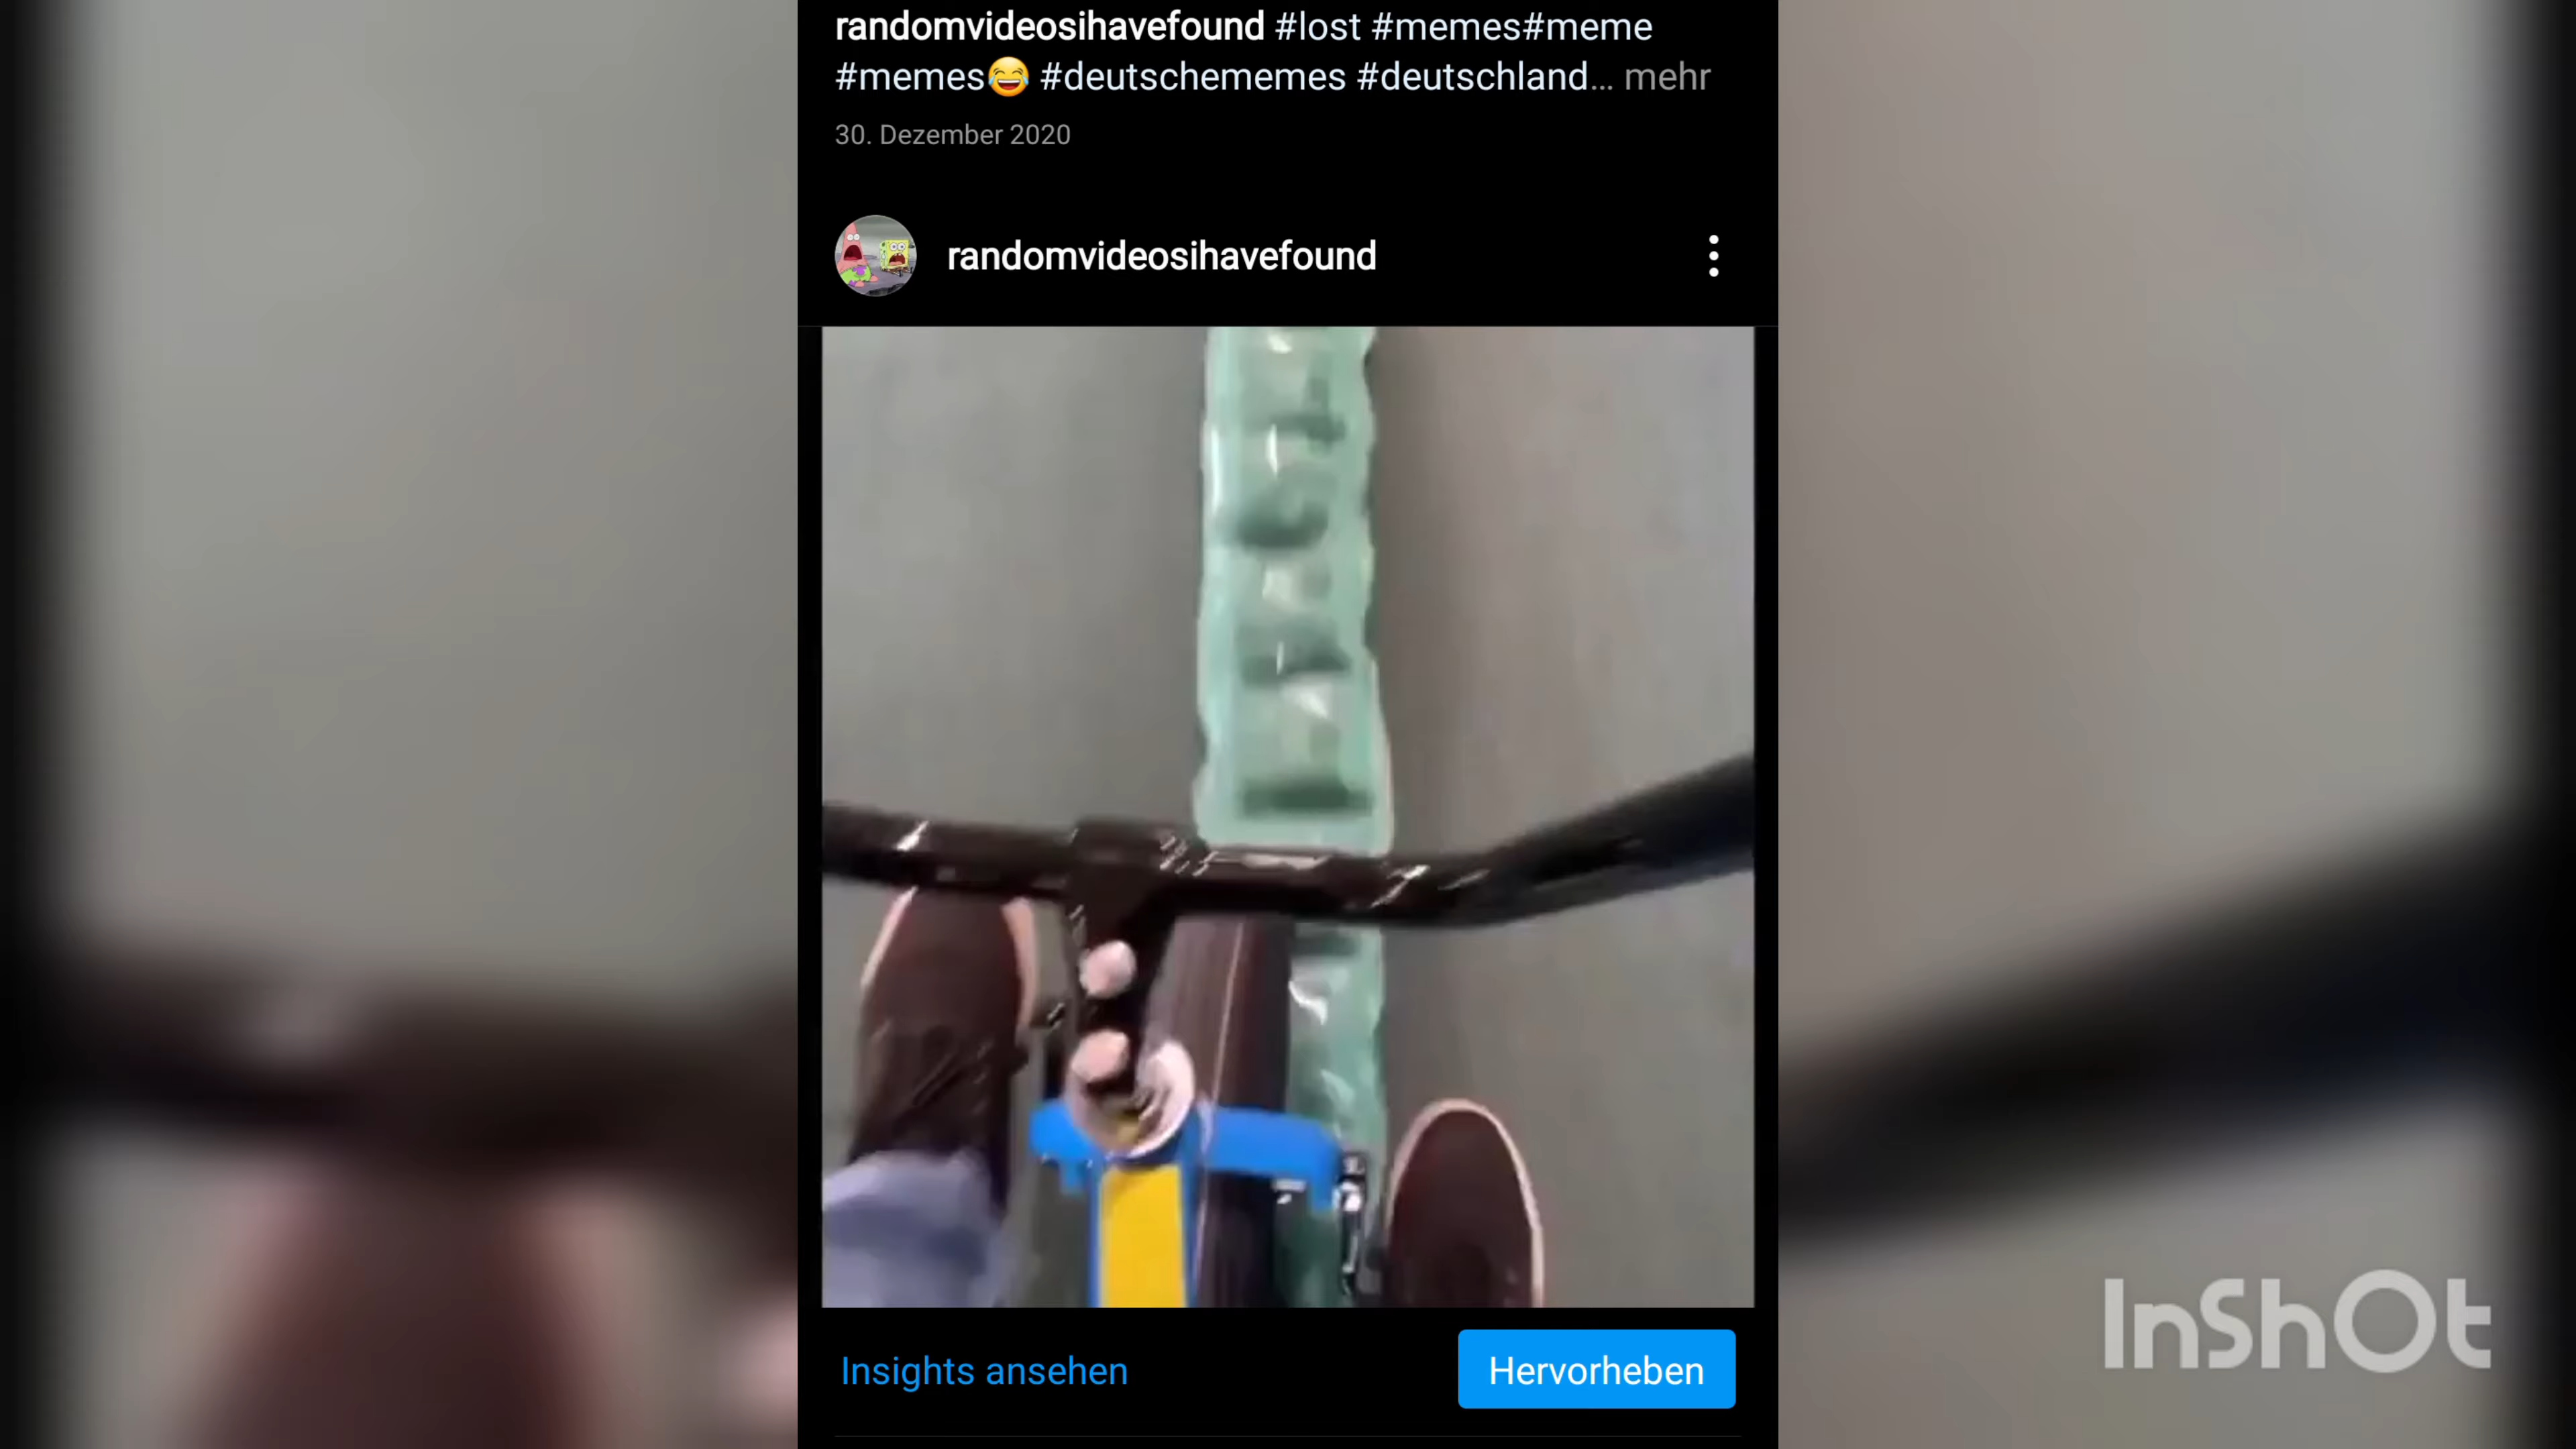 randomvideosihavefound #lost #memes#meme
#memes😂 #deutschememes #deutschland... mehr
30. Dezember 2020
randomvideosihavefound
Insights ansehen
Hervorheben
InShOt